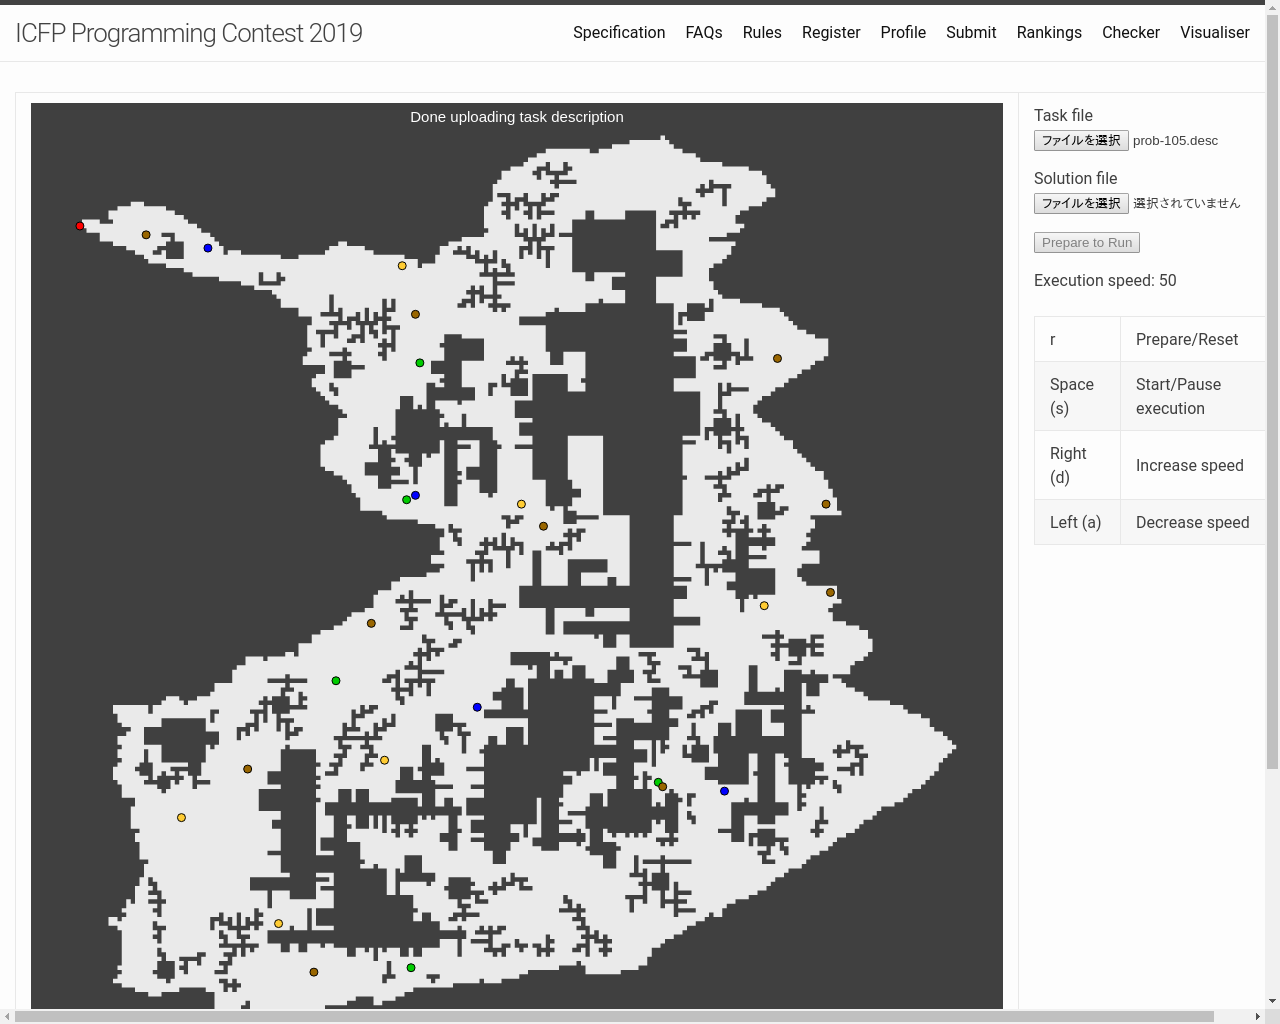 ICFP Programming Contest 2019
Specification FAQs Rules Register Profile Submit Rankings Checker Visualiser
Done uploading task description
Task file
ファイルを選択 prob-105.desc
Solution file
ファイルを選択 選択されていません
Prepare to Run
Execution speed: 50
r Prepare/Reset
Space (s) Start/Pause execution
Right (d) Increase speed
Left (a) Decrease speed